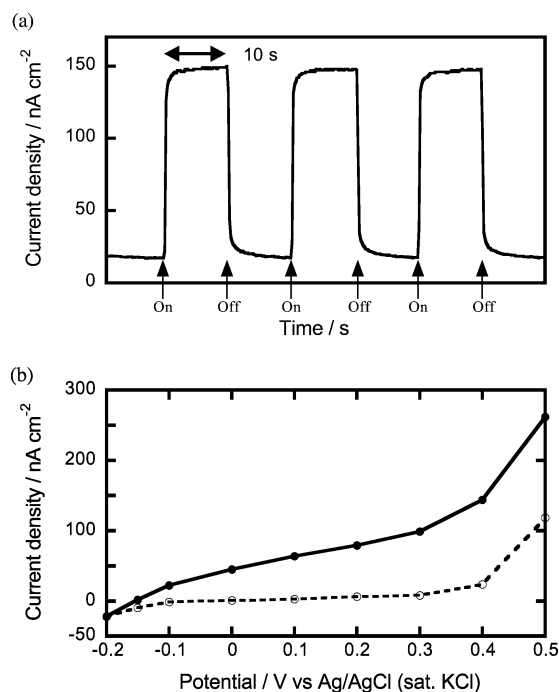 (a)
10 s
150
100
50
0
Current density / nA cm⁻²
On Off On Off On Off
Time / s
(b)
300
200
100
0
-50
Current density / nA cm⁻²
-0.2 -0.1 0 0.1 0.2 0.3 0.4 0.5
Potential / V vs Ag/AgCl (sat. KCl)